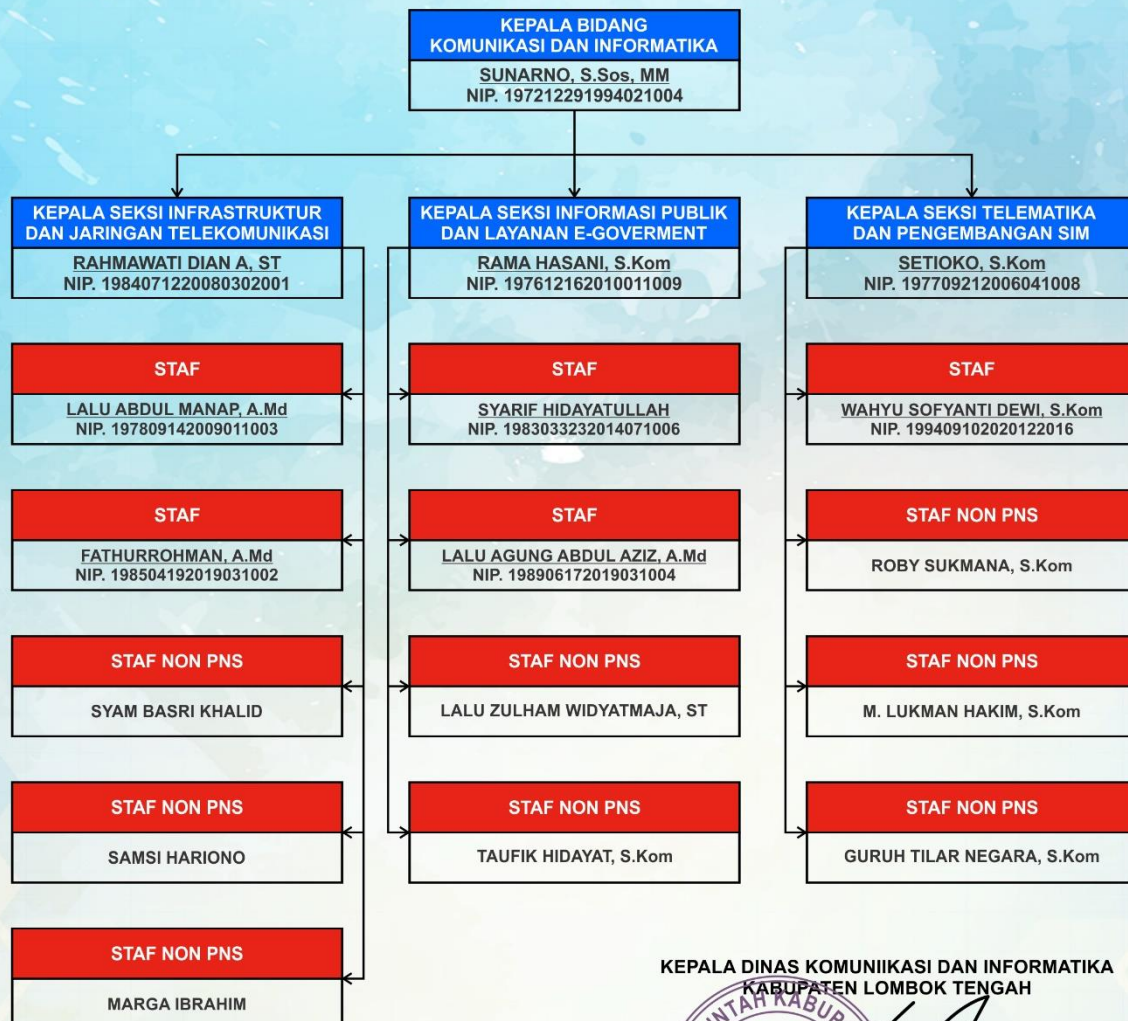 KEPALA BIDANG
KOMUNIKASI DAN INFORMATIKA
SUNARNO, S.Sos, MM
NIP. 197212291994021004
KEPALA SEKSI INFRASTRUKTUR
DAN JARINGAN TELEKOMUNIKASI
RAHMAWATI DIAN A, ST
NIP. 1984071220080302001
STAF
LALU ABDUL MANAP, A.Md
NIP. 197809142009011003
STAF
FATHURROHMAN, A.Md
NIP. 198504192019031002
STAF NON PNS
SYAM BASRI KHALID
STAF NON PNS
SAMSI HARIONO
STAF NON PNS
MARGA IBRAHIM
KEPALA SEKSI INFORMASI PUBLIK
DAN LAYANAN E-GOVERMENT
RAMA HASANI, S.Kom
NIP. 197612162010011009
STAF
SYARIF HIDAYATULLAH
NIP. 1983033232014071006
STAF
LALU AGUNG ABDUL AZIZ, A.Md
NIP. 198906172019031004
STAF NON PNS
LALU ZULHAM WIDYATMAJA, ST
STAF NON PNS
TAUFIK HIDAYAT, S.Kom
KEPALA SEKSI TELEMATIKA
DAN PENGEMBANGAN SIM
SETIOKO, S.Kom
NIP. 197709212006041008
STAF
WAHYU SOFYANTI DEWI, S.Kom
NIP. 199409102020122016
STAF NON PNS
ROBY SUKMANA, S.Kom
STAF NON PNS
M. LUKMAN HAKIM, S.Kom
STAF NON PNS
GURUH TILAR NEGARA, S.Kom
KEPALA DINAS KOMUNIIKASI DAN INFORMATIKA
KABUPATEN LOMBOK TENGAH